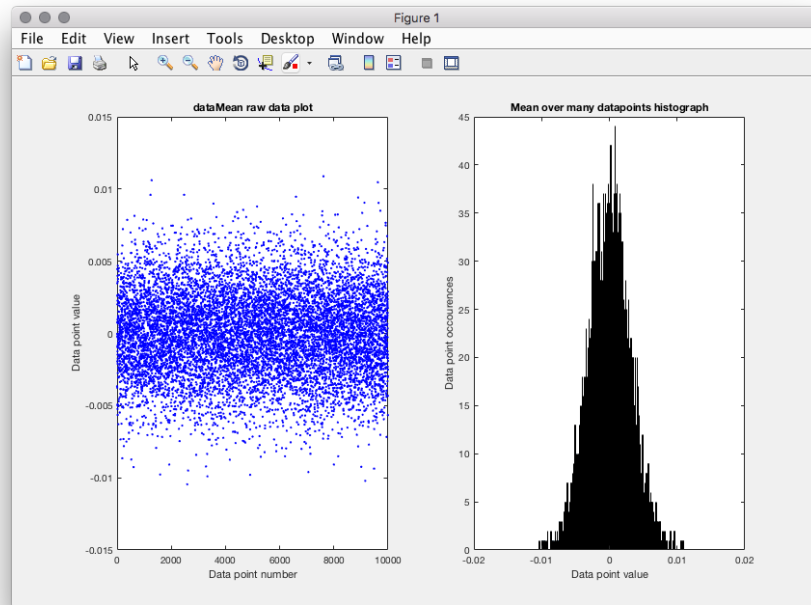 Figure 1
File Edit View Insert Tools Desktop Window Help
dataMean raw data plot
0.015
0.01
0.005
0
-0.005
-0.01
-0.015
Data point value
0 2000 4000 6000 8000 10000
Data point number
Mean over many datapoints histograph
45
40
35
30
25
20
15
10
5
0
Data point occourences
-0.02 -0.01 0 0.01 0.02
Data point value